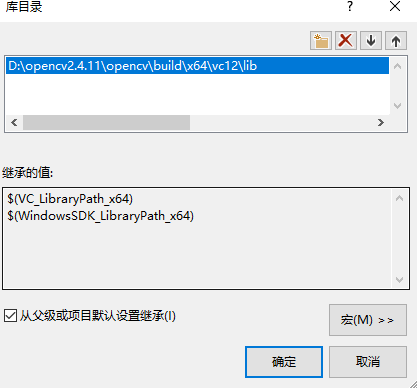 库目录
?
D:\opencv2.4.11\opencv\build\x64\vc12\lib
继承的值:
$(VC_LibraryPath_x64)
$(WindowsSDK_LibraryPath_x64)
从父级或项目默认设置继承(I)
宏(M) >>
确定
取消